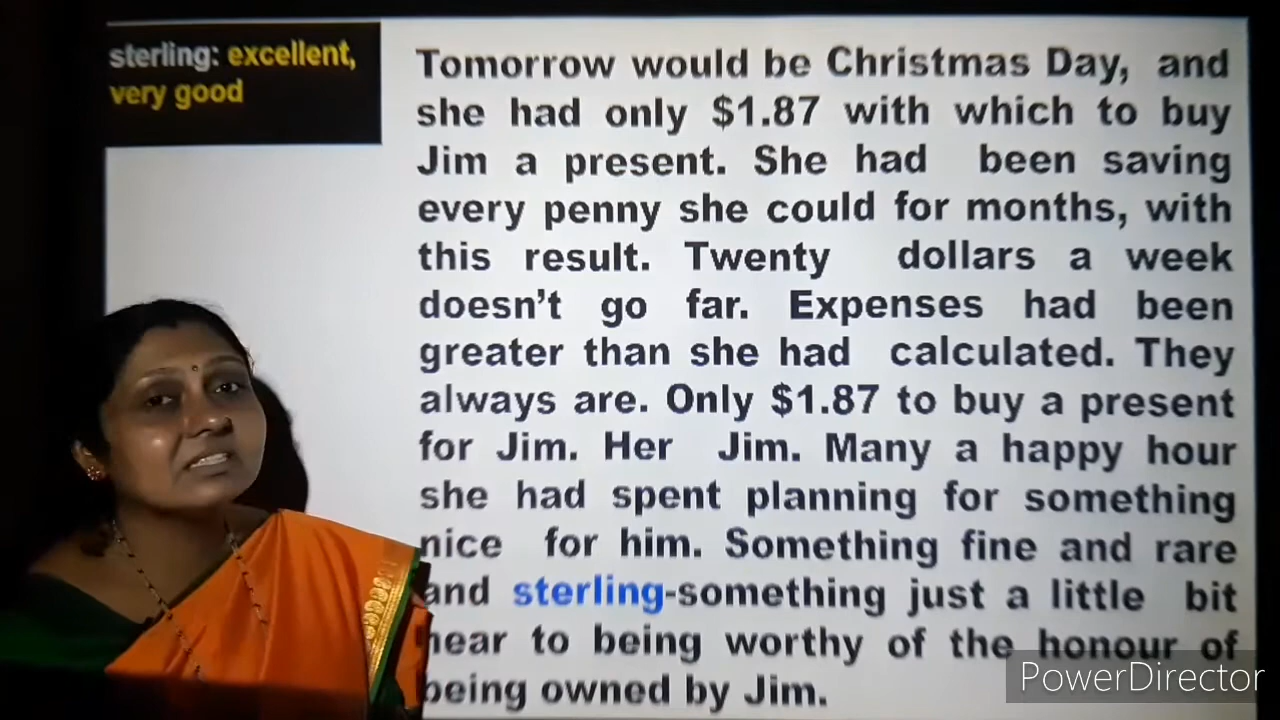 sterling: excellent,
very good
Tomorrow would be Christmas Day, and
she had only $1.87 with which to buy
Jim a present. She had been saving
every penny she could for months, with
this result. Twenty dollars a week
doesn't go far. Expenses had been
greater than she had calculated. They
always are. Only $1.87 to buy a present
for Jim. Her Jim. Many a happy hour
she had spent planning for something
nice for him. Something fine and rare
and sterling-something just a little bit
near to being worthy of the honour of
being owned by Jim.
PowerDirector